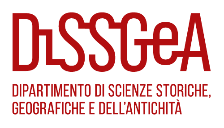 DiSSGeA
DIPARTIMENTO DI SCIENZE STORICHE,
GEOGRAFICHE E DELL'ANTICHITÀ